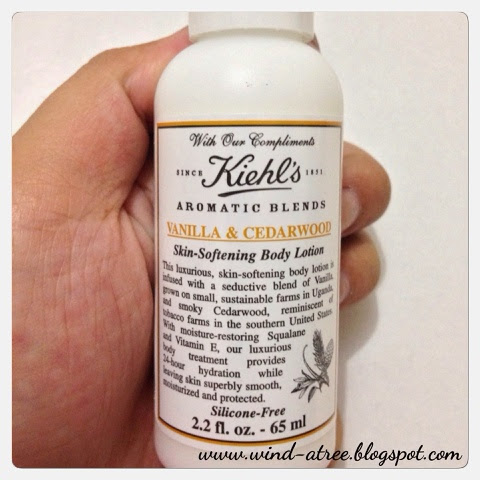 With Our Compliments
SINCE Kiehl's 1851
AROMATIC BLENDS
VANILLA & CEDARWOOD
Skin-Softening Body Lotion
This luxurious, skin-softening body lotion is
infused with a seductive blend of Vanilla,
grown on small, sustainable farms in Uganda,
and smoky Cedarwood, reminiscent of
tobacco farms in the southern United States.
With moisture-restoring Squalane
and Vitamin E, our luxurious
body treatment provides
24-hour hydration while
leaving skin superbly smooth,
moisturized and protected.
Silicone-Free
2.2 fl. oz. - 65 ml
www.wind-atree.blogspot.com